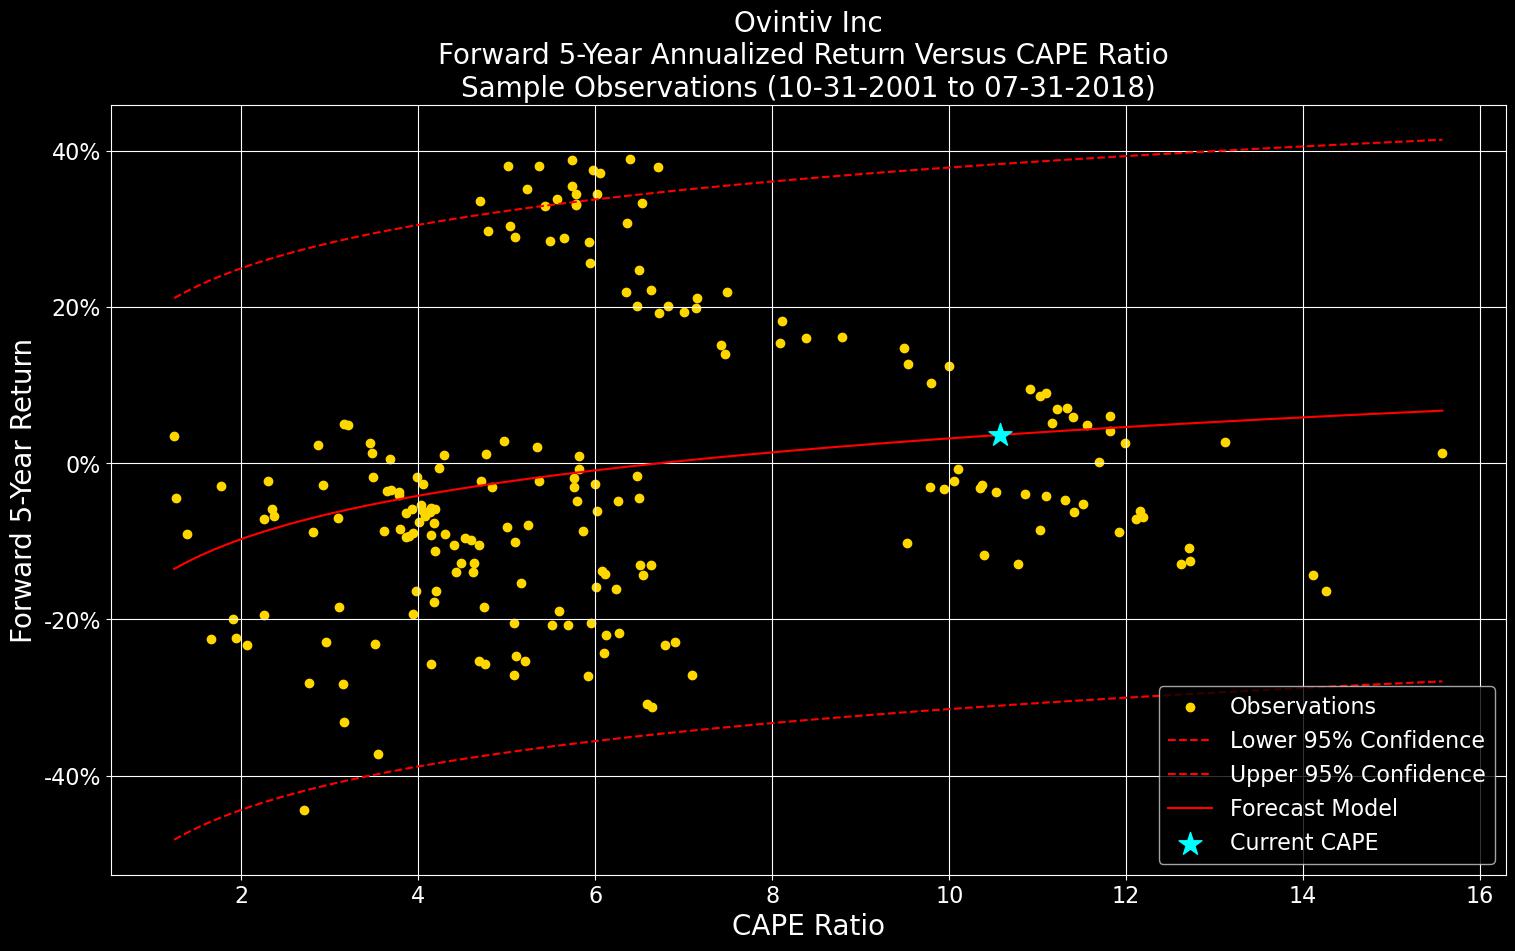 Ovintiv Inc
Forward 5-Year Annualized Return Versus CAPE Ratio
Sample Observations (10-31-2001 to 07-31-2018)
Forward 5-Year Return
40%
20%
0%
-20%
-40%
Observations
Lower 95% Confidence
Upper 95% Confidence
Forecast Model
Current CAPE
2 4 6 8 10 12 14 16
CAPE Ratio